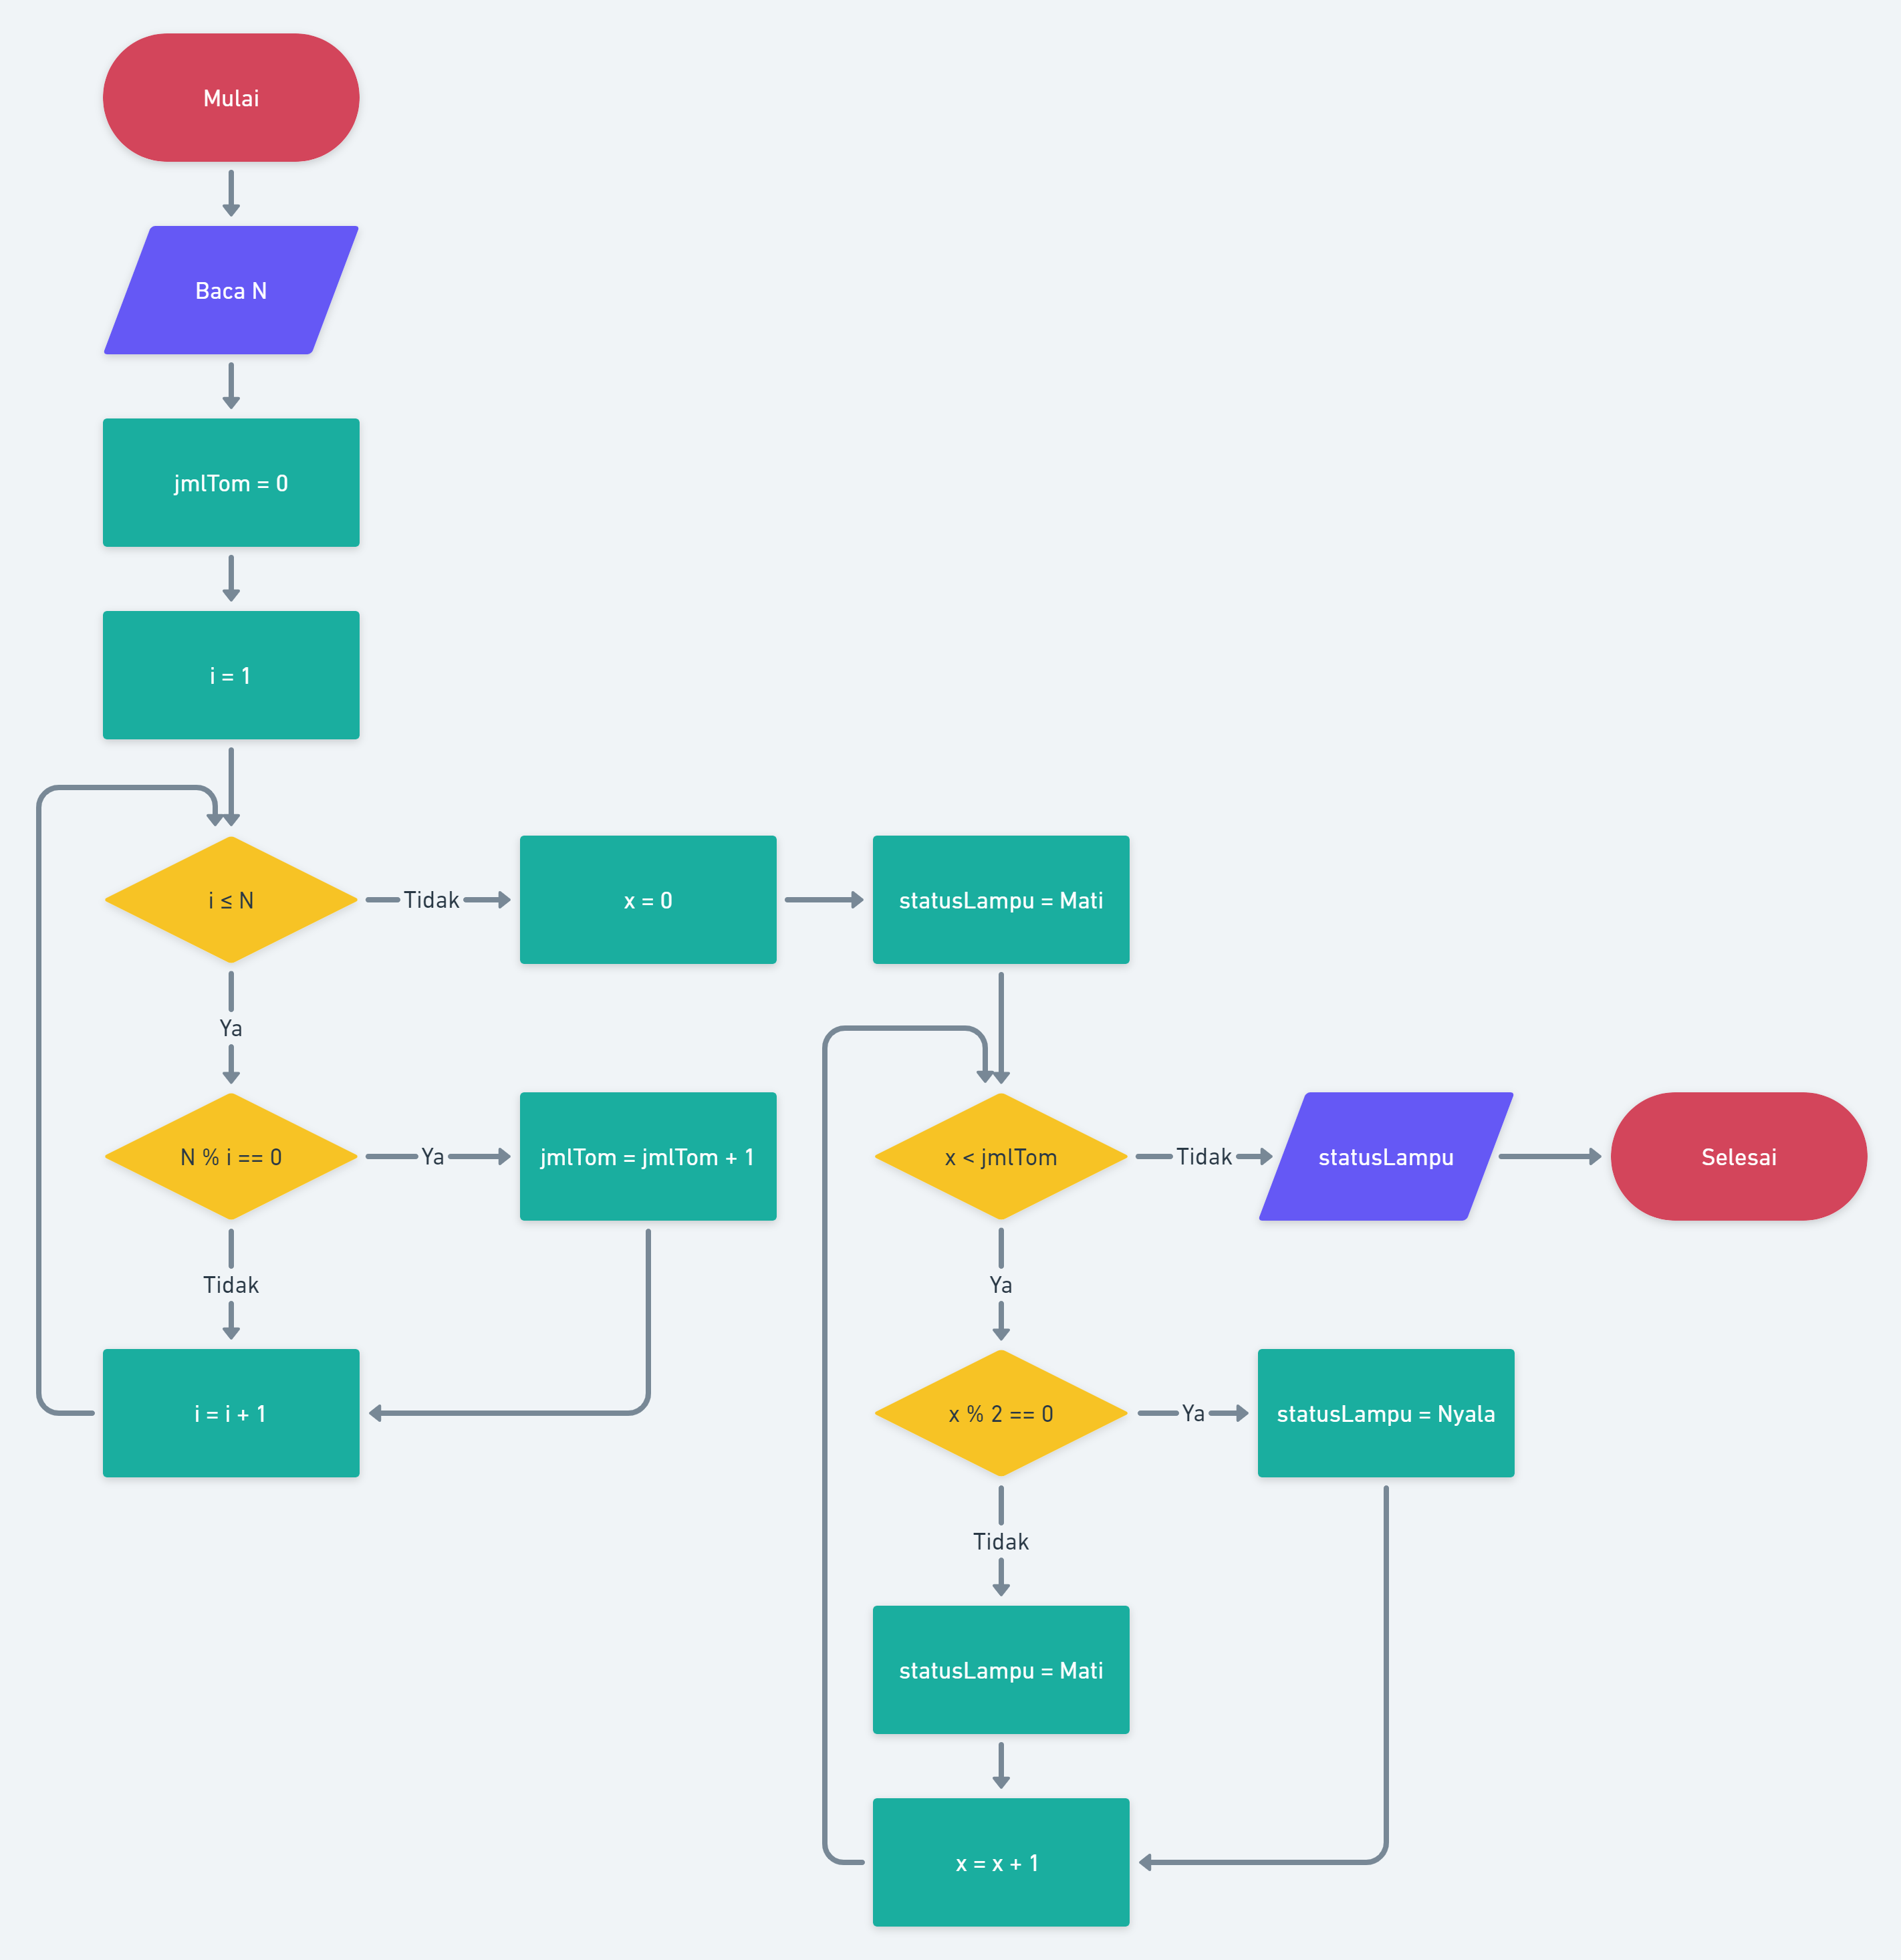 Mulai
Baca N
jmlTom = 0
i = 1
i ≤ N
Tidak
x = 0
statusLampu = Mati
Ya
N % i == 0
Ya
jmlTom = jmlTom + 1
Tidak
i = i + 1
x < jmlTom
Tidak
statusLampu
Selesai
Ya
x % 2 == 0
Ya
statusLampu = Nyala
Tidak
statusLampu = Mati
x = x + 1